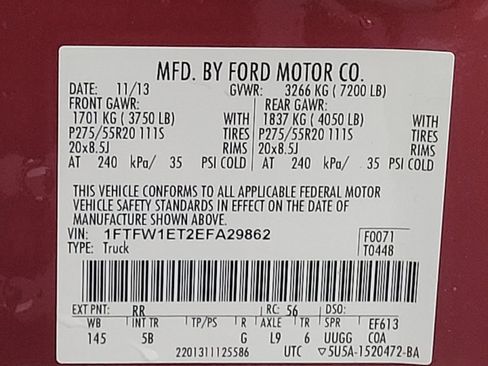 MFD. BY FORD MOTOR CO.
DATE: 11/13 GVWR: 3266 KG ( 7200 LB)
FRONT GAWR: REAR GAWR:
1701 KG ( 3750 LB) WITH 1837 KG ( 4050 LB) WITH
P275/55R20 111S TIRES P275/55R20 111S TIRES
20x8.5J RIMS 20x8.5J RIMS
AT 240 kPa/ 35 PSI COLD AT 240 kPa/ 35 PSI COLD
THIS VEHICLE CONFORMS TO ALL APPLICABLE FEDERAL MOTOR
VEHICLE SAFETY STANDARDS IN EFFECT ON THE DATE OF
MANUFACTURE SHOWN ABOVE.
VIN: 1FTFW1ET2EFA29862 F0071
TYPE: Truck T0448
EXT PNT: RR RC: 56 DSO:
WB INT TR TP/PS R AXLE TR SPR EF613
145 5B G L9 6 UUGG COA
2201311125586 UTC ▽5U5A-1520472-BA